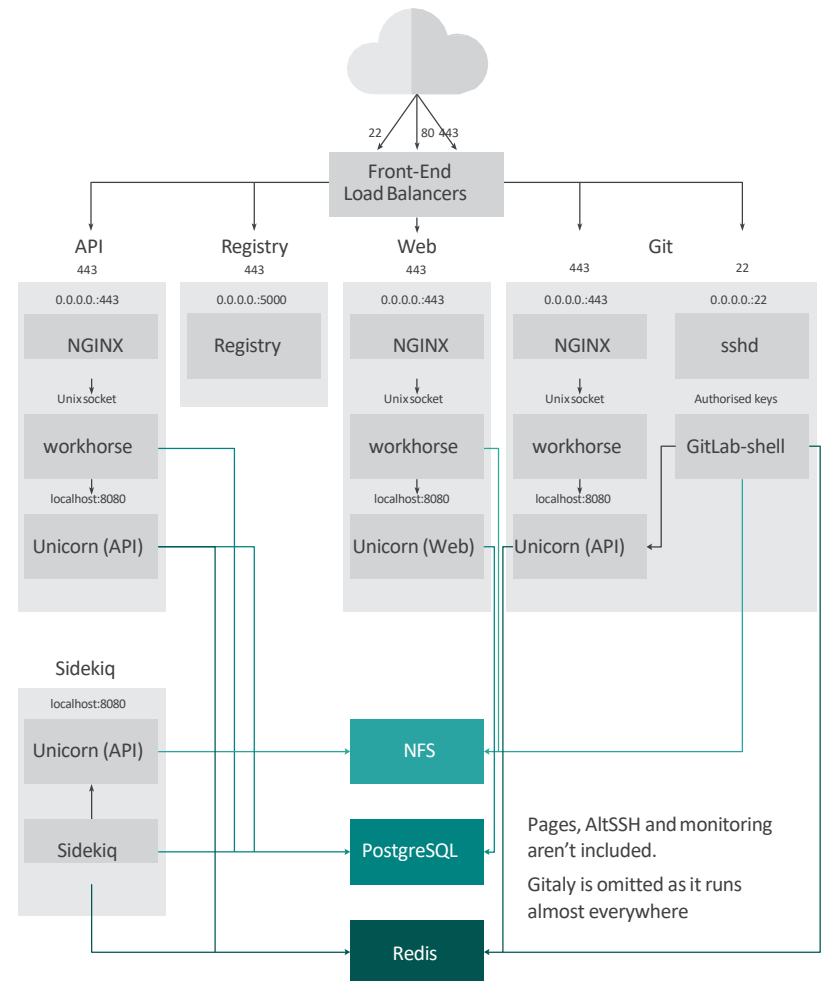 22 80 443
Front-End
Load Balancers
API Registry Web Git
443 443 443 443 22
0.0.0.0.:443 0.0.0.0.:5000 0.0.0.0.:443 0.0.0.0.:443 0.0.0.0.:22
NGINX Registry NGINX NGINX sshd
Unix socket Unix socket Unix socket Authorised keys
workhorse workhorse workhorse GitLab-shell
localhost:8080 localhost:8080 localhost:8080
Unicorn (API) Unicorn (Web) Unicorn (API)
Sidekiq
localhost:8080
Unicorn (API) NFS
Sidekiq PostgreSQL
Pages, AltSSH and monitoring
aren't included.
Gitaly is omitted as it runs
almost everywhere
Redis